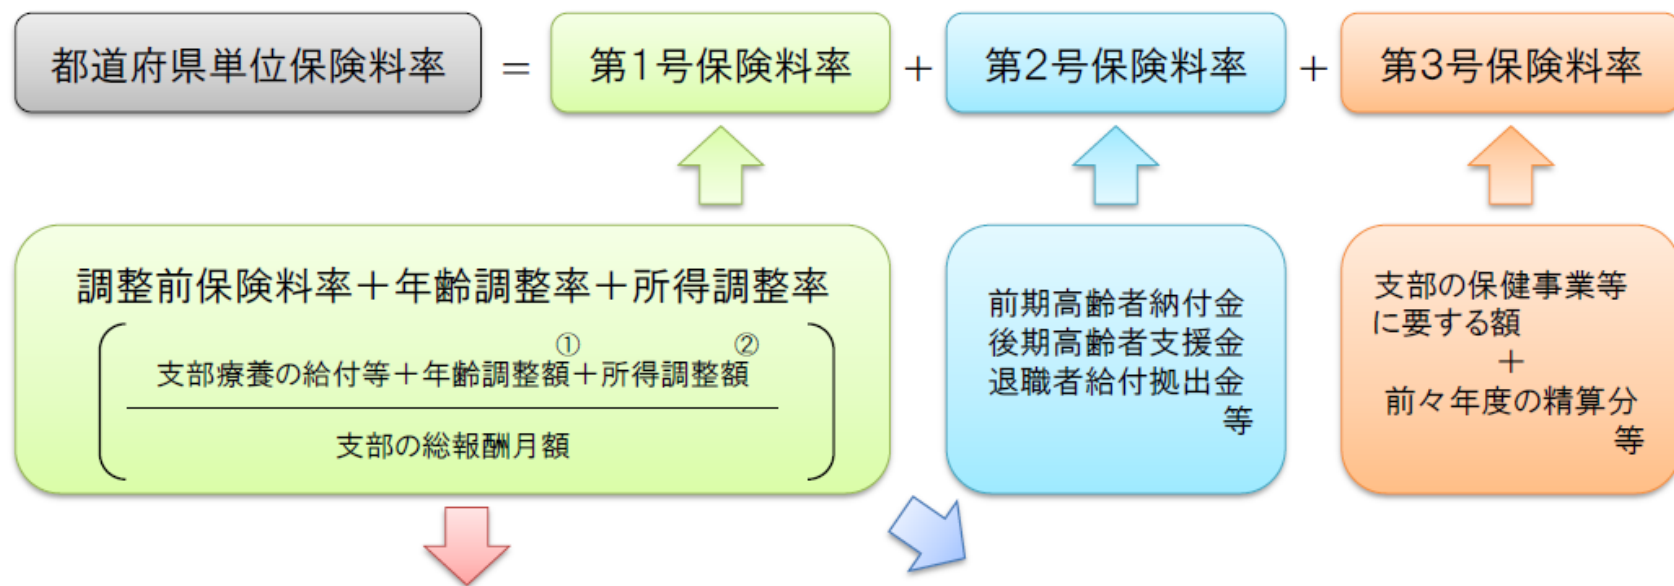 都道府県単位保険料率 = 第1号保険料率 + 第2号保険料率 + 第3号保険料率
調整前保険料率＋年齢調整率＋所得調整率
① ②
支部療養の給付等＋年齢調整額＋所得調整額
支部の総報酬月額
前期高齢者納付金
後期高齢者支援金
退職者給付拠出金
等
支部の保健事業等
に要する額
＋
前々年度の精算分
等